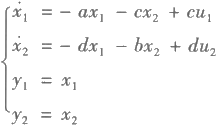 ẋ₁ = − ax₁ − cx₂ + cu₁
ẋ₂ = − dx₁ − bx₂ + du₂
y₁ = x₁
y₂ = x₂